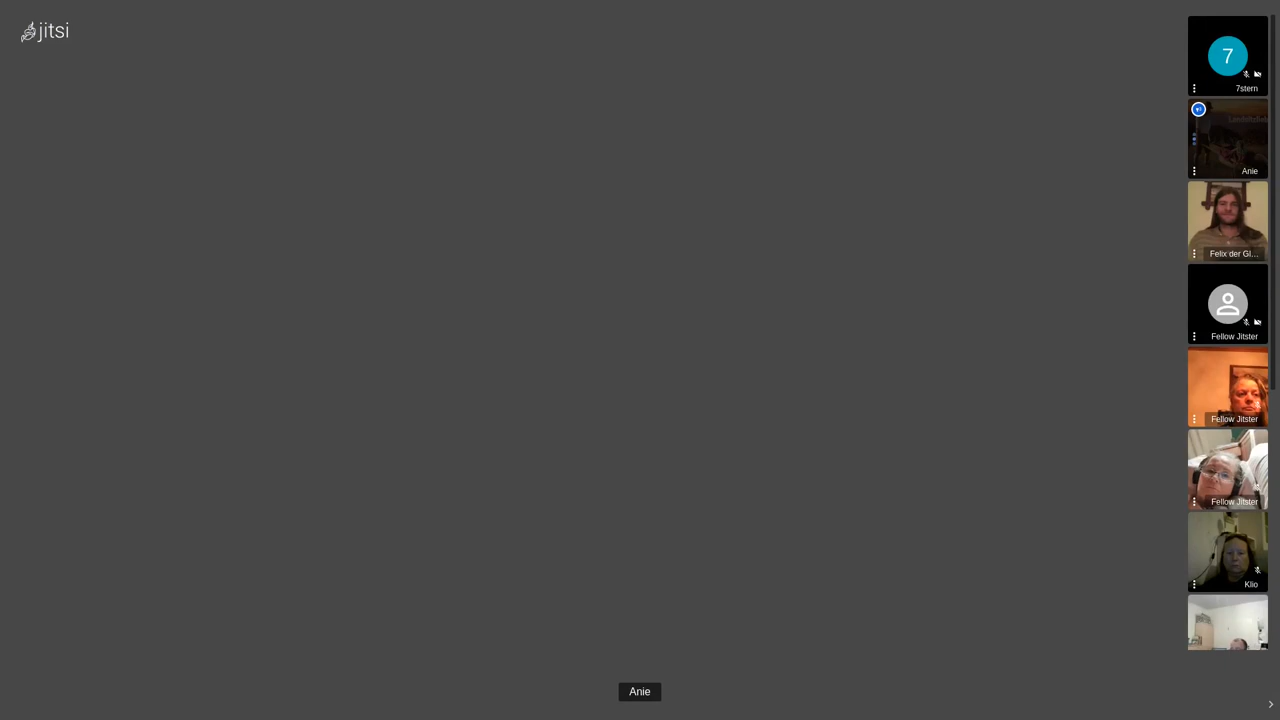 jitsi
7
7stern
Anie
Felix der Gl...
Fellow Jitster
Fellow Jitster
Fellow Jitster
Klio
Anie